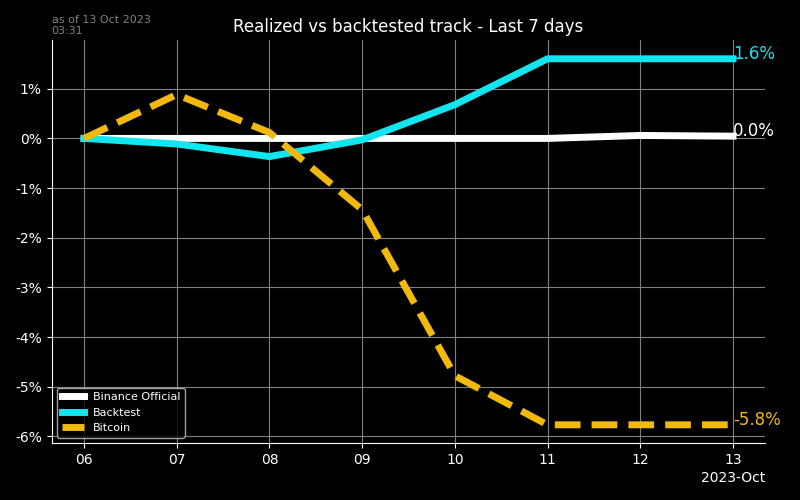 as of 13 Oct 2023
03:31
Realized vs backtested track - Last 7 days
1.6%
0.0%
-5.8%
1%
0%
-1%
-2%
-3%
-4%
-5%
-6%
Binance Official
Backtest
Bitcoin
06 07 08 09 10 11 12 13
2023-Oct